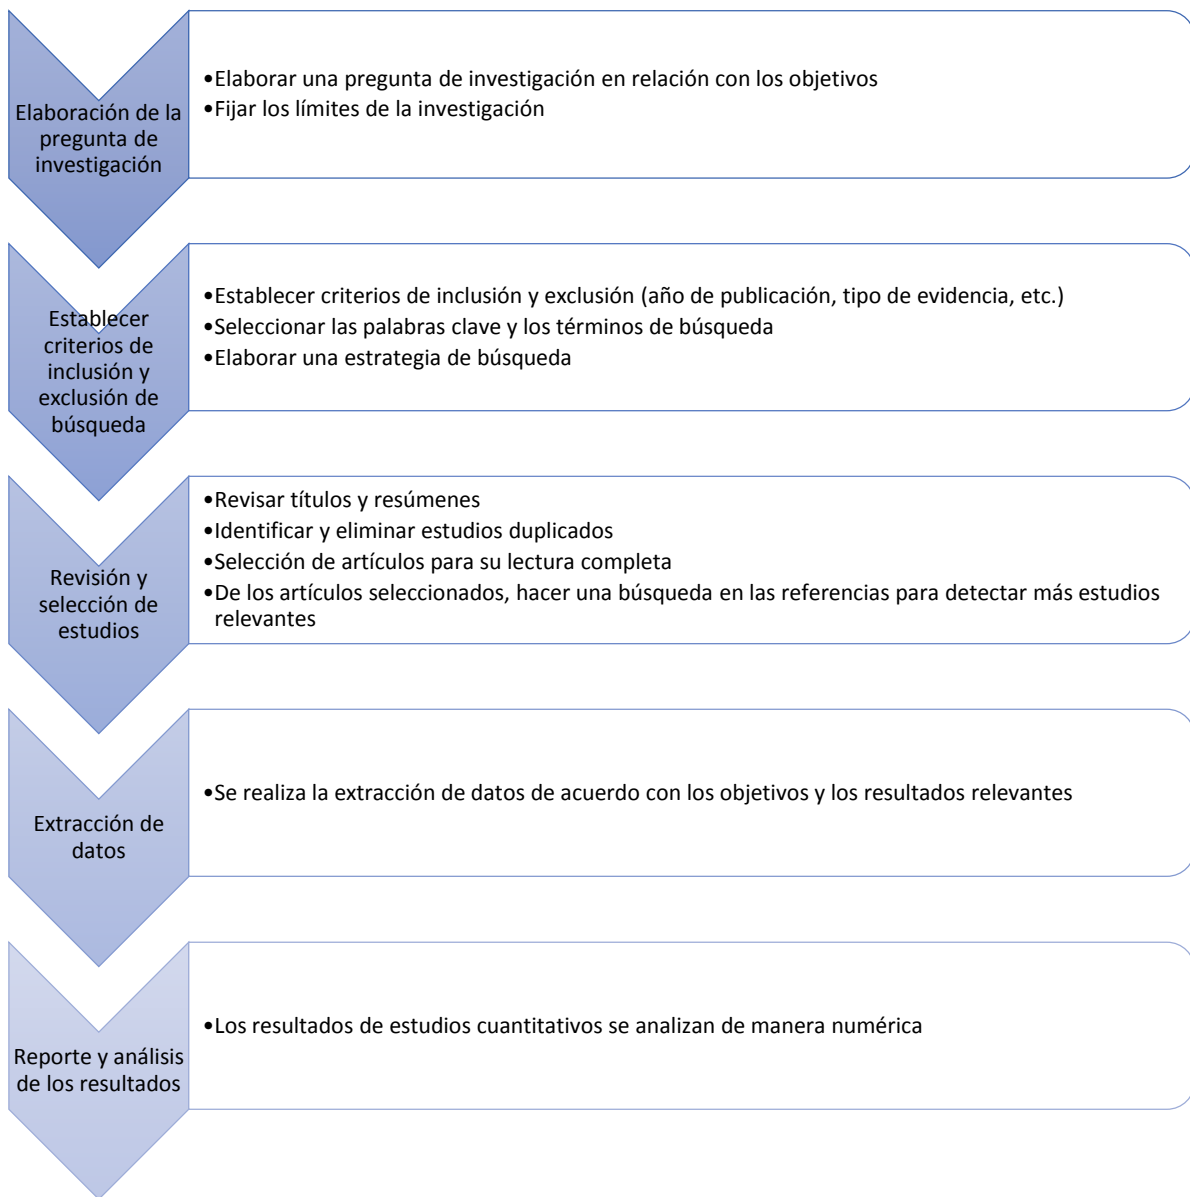 Elaboración de la
pregunta de
investigación
•Elaborar una pregunta de investigación en relación con los objetivos
•Fijar los límites de la investigación
Establecer
criterios de
inclusión y
exclusión de
búsqueda
•Establecer criterios de inclusión y exclusión (año de publicación, tipo de evidencia, etc.)
•Seleccionar las palabras clave y los términos de búsqueda
•Elaborar una estrategia de búsqueda
Revisión y
selección de
estudios
•Revisar títulos y resúmenes
•Identificar y eliminar estudios duplicados
•Selección de artículos para su lectura completa
•De los artículos seleccionados, hacer una búsqueda en las referencias para detectar más estudios
relevantes
Extracción de
datos
•Se realiza la extracción de datos de acuerdo con los objetivos y los resultados relevantes
Reporte y análisis
de los resultados
•Los resultados de estudios cuantitativos se analizan de manera numérica